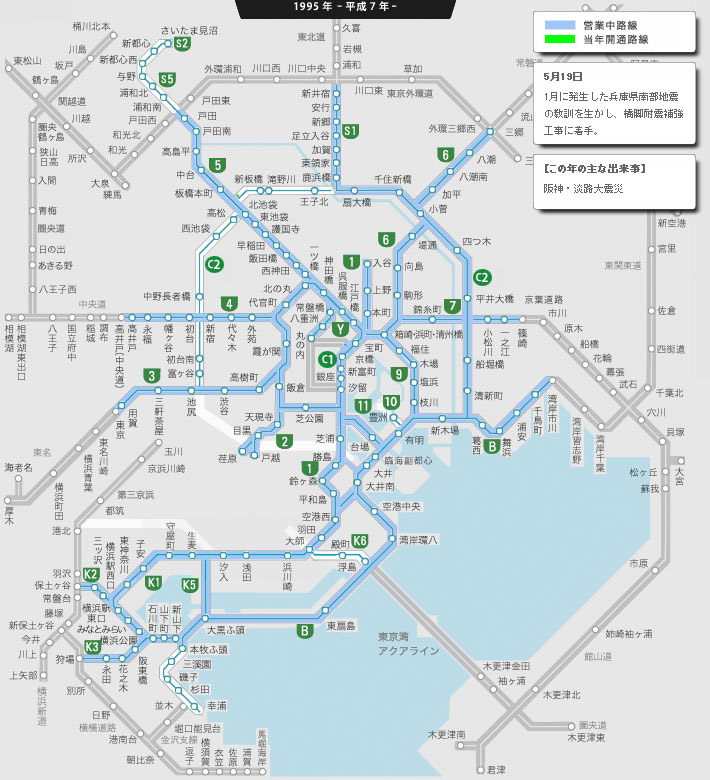 1995年 -平成7年-
営業中路線
当年開通路線
5月19日
1月に発生した兵庫県南部地震
の教訓を生かし、橋脚耐震補強
工事に着手。
【この年の主な出来事】
阪神・淡路大震災
桶川北本
さいたま見沼
S2
東北道
久喜
岩槻
浦和
川島
新都心
坂戸
新都心西
東松山
与野
S5
鶴ヶ島
浦和北
外環浦和
川口西
川口中央
川口東
草加
東京外環道
常磐道
関越道
浦和南
戸田東
戸田
新井宿
安行
新郷
足立入谷
加賀
東領家
鹿浜橋
S1
川越
戸田西
戸田南
流山
外環三郷西
三郷
圏央
鶴ヶ島
和光北
狭山
日高
和光
高島平
6
八潮
所沢
5
中台
八潮南
入間
大泉
板橋本町
新板橋
滝野川
千住新橋
加平
練馬
王子北
扇大橋
小菅
青梅
北池袋
高松
東池袋
新空港
圏央道
西池袋
護国寺
早稲田
一ツ橋
6
堤通
四つ木
宮里
日の出
飯田橋
神田橋
呉服橋
江戸橋
1
入谷
向島
あきる野
C2
西神田
C2
東関東道
八王子西
中野長者橋
北の丸
上野
駒形
平井大橋
京葉道路
中央道
4
代官町
常盤橋
八重洲
本町
錦糸町
7
市川
相模湖
相模湖東出口
八王子
国立府中
稲城
調布
高井戸(中央道)
高井戸
永福
幡ヶ谷
初台
新宿
代々木
外苑
霞が関
丸の内
Y
宝町
箱崎・浜町・清洲橋
小松川
一之江
篠崎
原木
船橋
四街道
初台南
C1
京橋
福住
船堀橋
花輪
富ヶ谷
銀座
新富町
木場
幕張
3
高樹町
汐留
9
塩浜
清新町
武石
千葉北
飯倉
11
10
枝川
用賀
三軒茶屋
池尻
渋谷
天現寺
芝公園
豊洲
新木場
葛西
舞浜
浦安
千鳥町
湾岸市川
穴川
東京
目黒
有明
B
湾岸習志野
湾岸千葉
貝塚
2
芝浦
台場
臨海副都心
東名
東名川崎
荏原
戸越
勝島
大井
大宮
海老名
横浜青葉
玉川
1
大井南
松ヶ丘
京浜川崎
鈴ヶ森
蘇我
横浜町田
第三京浜
平和島
空港中央
厚木
都筑
空港西
港北
守屋町
生麦
羽田
大師
殿町
K6
湾岸環八
三ッ沢
横浜駅西口
東神奈川
子安
羽沢
K2
汐入
浅田
浜川崎
浮島
市原
保土ヶ谷
K1
K5
常盤台
横浜駅
東口
石川町
山下町
新山下
藤塚
みなとみらい
大黒ふ頭
東扇島
新保土ヶ谷
横浜公園
B
姉崎袖ヶ浦
今井
K3
東京湾
アクアライン
川上
狩場
本牧ふ頭
館山道
上矢部
永田
花之木
阪東橋
三溪園
木更津金田
横浜新道
別所
磯子
袖ヶ浦
杉田
木更津北
日野
並木
幸浦
横横道路
堀口能見台
圏央道
港南台
金沢支線
木更津南
木更津東
朝比奈
逗子
横須賀
衣笠
佐原
浦賀
馬堀海岸
君津